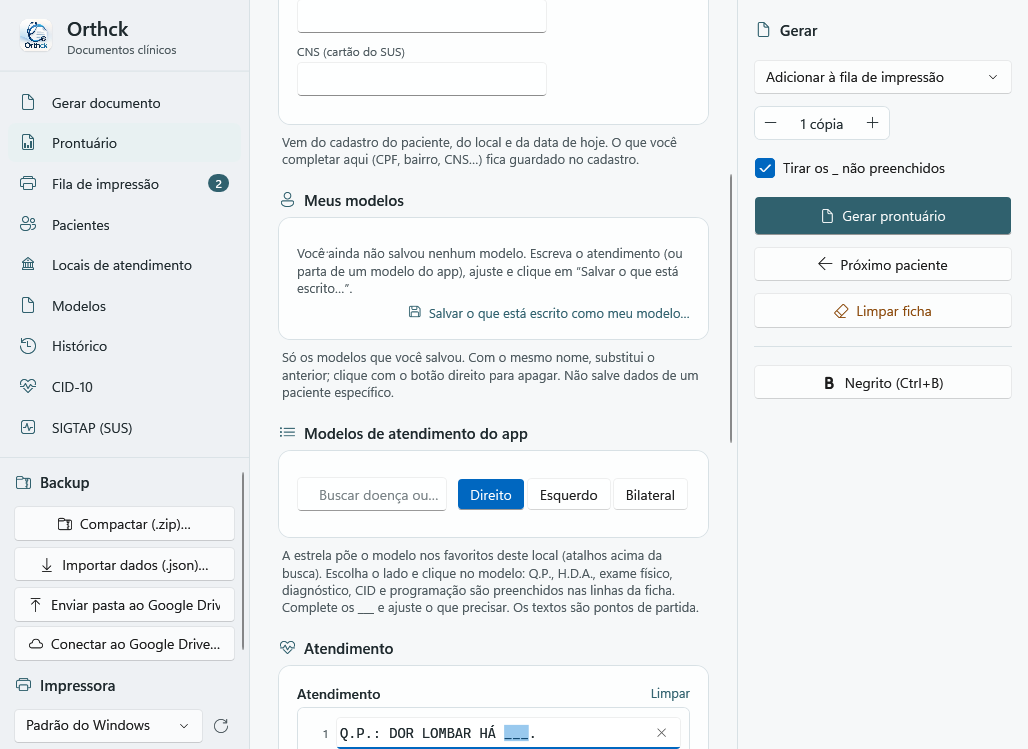 Orthck
Documentos clínicos
Orthck
Gerar documento
Prontuário
Fila de impressão
2
Pacientes
Locais de atendimento
Modelos
Histórico
CID-10
SIGTAP (SUS)
Backup
Compactar (.zip)...
Importar dados (.json)...
Enviar pasta ao Google Driv
Conectar ao Google Drive...
Impressora
Padrão do Windows
CNS (cartão do SUS)
Vem do cadastro do paciente, do local e da data de hoje. O que você
completar aqui (CPF, bairro, CNS...) fica guardado no cadastro.
Meus modelos
Você ainda não salvou nenhum modelo. Escreva o atendimento (ou
parta de um modelo do app), ajuste e clique em “Salvar o que está
escrito...”.
Salvar o que está escrito como meu modelo...
Só os modelos que você salvou. Com o mesmo nome, substitui o
anterior; clique com o botão direito para apagar. Não salve dados de um
paciente específico.
Modelos de atendimento do app
Buscar doença ou...
Direito
Esquerdo
Bilateral
A estrela põe o modelo nos favoritos deste local (atalhos acima da
busca). Escolha o lado e clique no modelo: Q.P., H.D.A., exame físico,
diagnóstico, CID e programação são preenchidos nas linhas da ficha.
Complete os ___ e ajuste o que precisar. Os textos são pontos de partida.
Atendimento
Atendimento
Limpar
1 Q.P.: DOR LOMBAR HÁ ___.
Gerar
Adicionar à fila de impressão
1 cópia
Tirar os _ não preenchidos
Gerar prontuário
Próximo paciente
Limpar ficha
B Negrito (Ctrl+B)